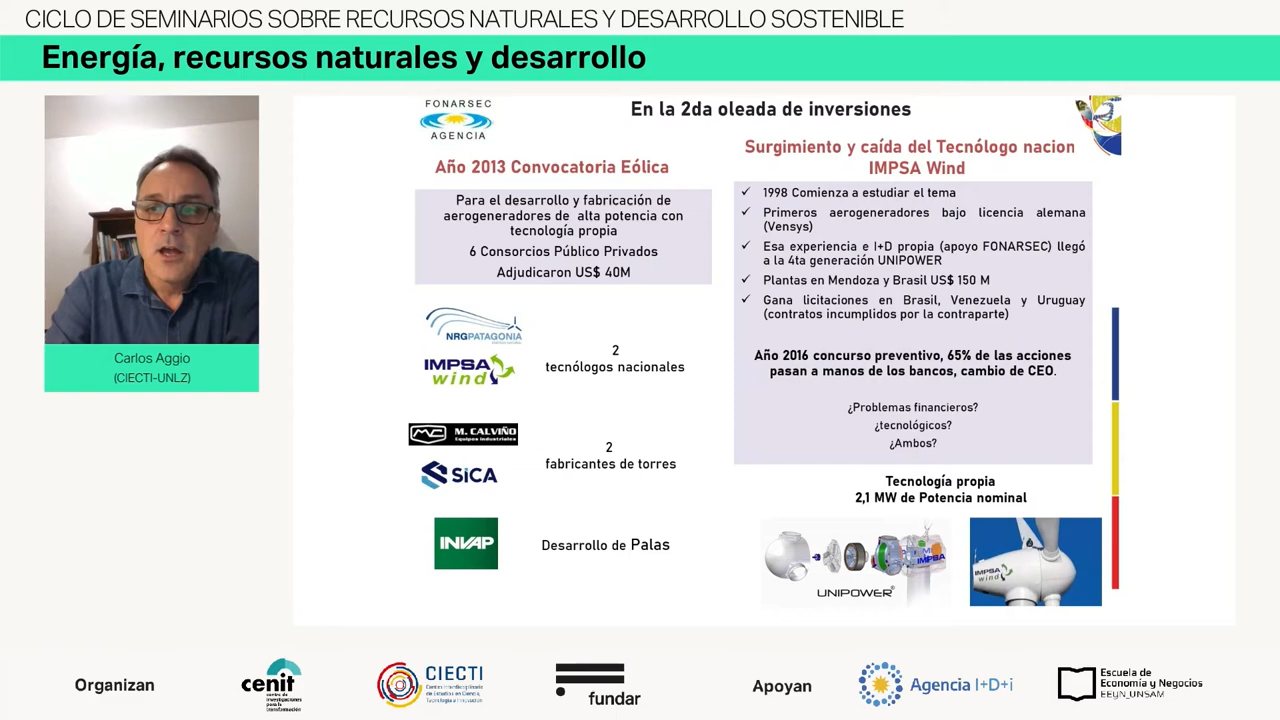 CICLO DE SEMINARIOS SOBRE RECURSOS NATURALES Y DESARROLLO SOSTENIBLE
Energía, recursos naturales y desarrollo
Carlos Aggio
(CIECTI-UNLZ)
FONARSEC
AGENCIA
En la 2da oleada de inversiones
Año 2013 Convocatoria Eólica
Para el desarrollo y fabricación de
aerogeneradores de alta potencia con
tecnología propia
6 Consorcios Público Privados
Adjudicaron US$ 40M
NRGPATAGONIA
IMPSA
wind
2
tecnólogos nacionales
MC M. CALVIÑO
Equipos Industriales
SICA
2
fabricantes de torres
INVAP
Desarrollo de Palas
Surgimiento y caída del Tecnólogo nacion
IMPSA Wind
✓ 1998 Comienza a estudiar el tema
✓ Primeros aerogeneradores bajo licencia alemana
(Vensys)
✓ Esa experiencia e I+D propia (apoyo FONARSEC) llegó
a la 4ta generación UNIPOWER
✓ Plantas en Mendoza y Brasil US$ 150 M
✓ Gana licitaciones en Brasil, Venezuela y Uruguay
(contratos incumplidos por la contraparte)
Año 2016 concurso preventivo, 65% de las acciones
pasan a manos de los bancos, cambio de CEO.
¿Problemas financieros?
¿tecnológicos?
¿Ambos?
Tecnología propia
2,1 MW de Potencia nominal
IMPSA
UNIPOWER®
IMPSA
wind
Organizan
cenit
centro de
investigaciones
para la
transformación
CIECTI
Centro Interdisciplinario
de Estudios en Ciencia,
Tecnología e Innovación
fundar
Apoyan
Agencia I+D+i
Escuela de
Economía y Negocios
EEyN_UNSAM